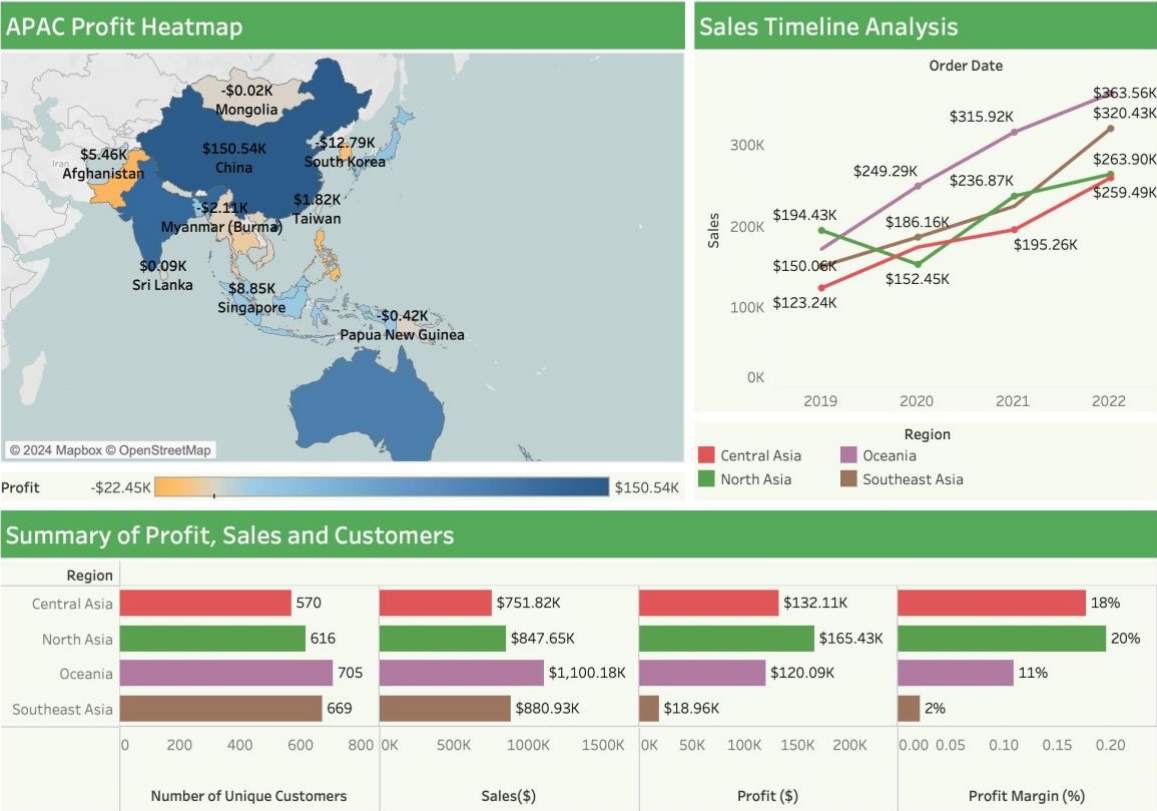 APAC Profit Heatmap
-$0.02K
Mongolia
Iran
$5.46K
Afghanistan
$150.54K
China
-$12.79K
South Korea
-$2.11K
Myanmar (Burma)
$1.82K
Taiwan
$0.09K
Sri Lanka
$8.85K
Singapore
-$0.42K
Papua New Guinea
© 2024 Mapbox © OpenStreetMap
Profit
-$22.45K
$150.54K
Sales Timeline Analysis
Order Date
Sales
300K
200K
100K
0K
$194.43K
$150.06K
$123.24K
$249.29K
$186.16K
$152.45K
$315.92K
$236.87K
$195.26K
$363.56K
$320.43K
$263.90K
$259.49K
2019 2020 2021 2022
Region
Central Asia Oceania
North Asia Southeast Asia
Summary of Profit, Sales and Customers
Region
Central Asia 570 $751.82K $132.11K 18%
North Asia 616 $847.65K $165.43K 20%
Oceania 705 $1,100.18K $120.09K 11%
Southeast Asia 669 $880.93K $18.96K 2%
0 200 400 600 800 0K 500K 1000K 1500K 0K 50K 100K 150K 200K 0.00 0.05 0.10 0.15 0.20
Number of Unique Customers Sales($) Profit ($) Profit Margin (%)